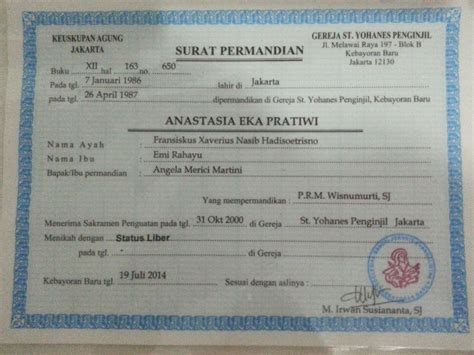 KEUSKUPAN AGUNG
JAKARTA
SURAT PERMANDIAN
GEREJA ST. YOHANES PENGINJIL
Jl. Melawai Raya 197 - Blok B
Kebayoran Baru
Jakarta 12130
Buku XII hal 163 no. 650
Pada tgl. 7 Januari 1986 lahir di Jakarta
Pada tgl. 26 April 1987 dipermandikan di Gereja St. Yohanes Penginjil, Kebayoran Baru
ANASTASIA EKA PRATIWI
Nama Ayah Fransiskus Xaverius Nasib Hadisoetrisno
Nama Ibu Emi Rahayu
Bapak/Ibu permandian : Angela Merici Martini
Yang mempermandikan : P.R.M. Wisnumurti, SJ
Menerima Sakramen Penguatan pada tgl. 31 Okt 2000 di Gereja St. Yohanes Penginjil Jakarta
Menikah dengan Status Liber
Pada tgl. di Gereja
Kebayoran Baru tgl. 19 Juli 2014 Sesuai dengan aslinya :
M. Irwan Susiananta, SJ